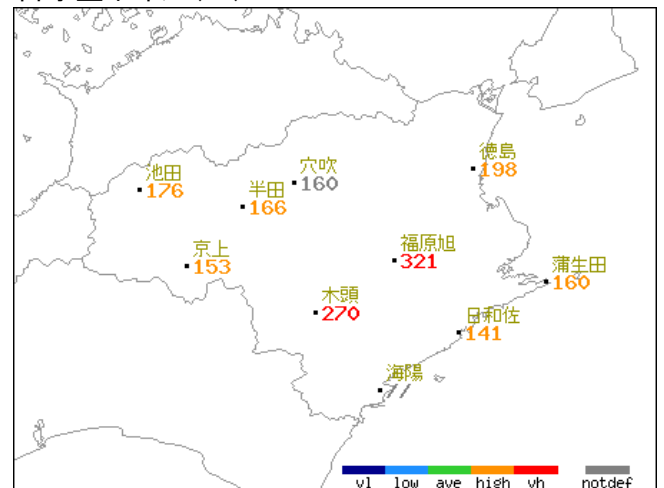 徳島
198
穴吹
160
池田
176
半田
166
福原旭
321
京上
153
蒲生田
160
木頭
270
日和佐
141
海陽
//
vl low ave high vh notdef